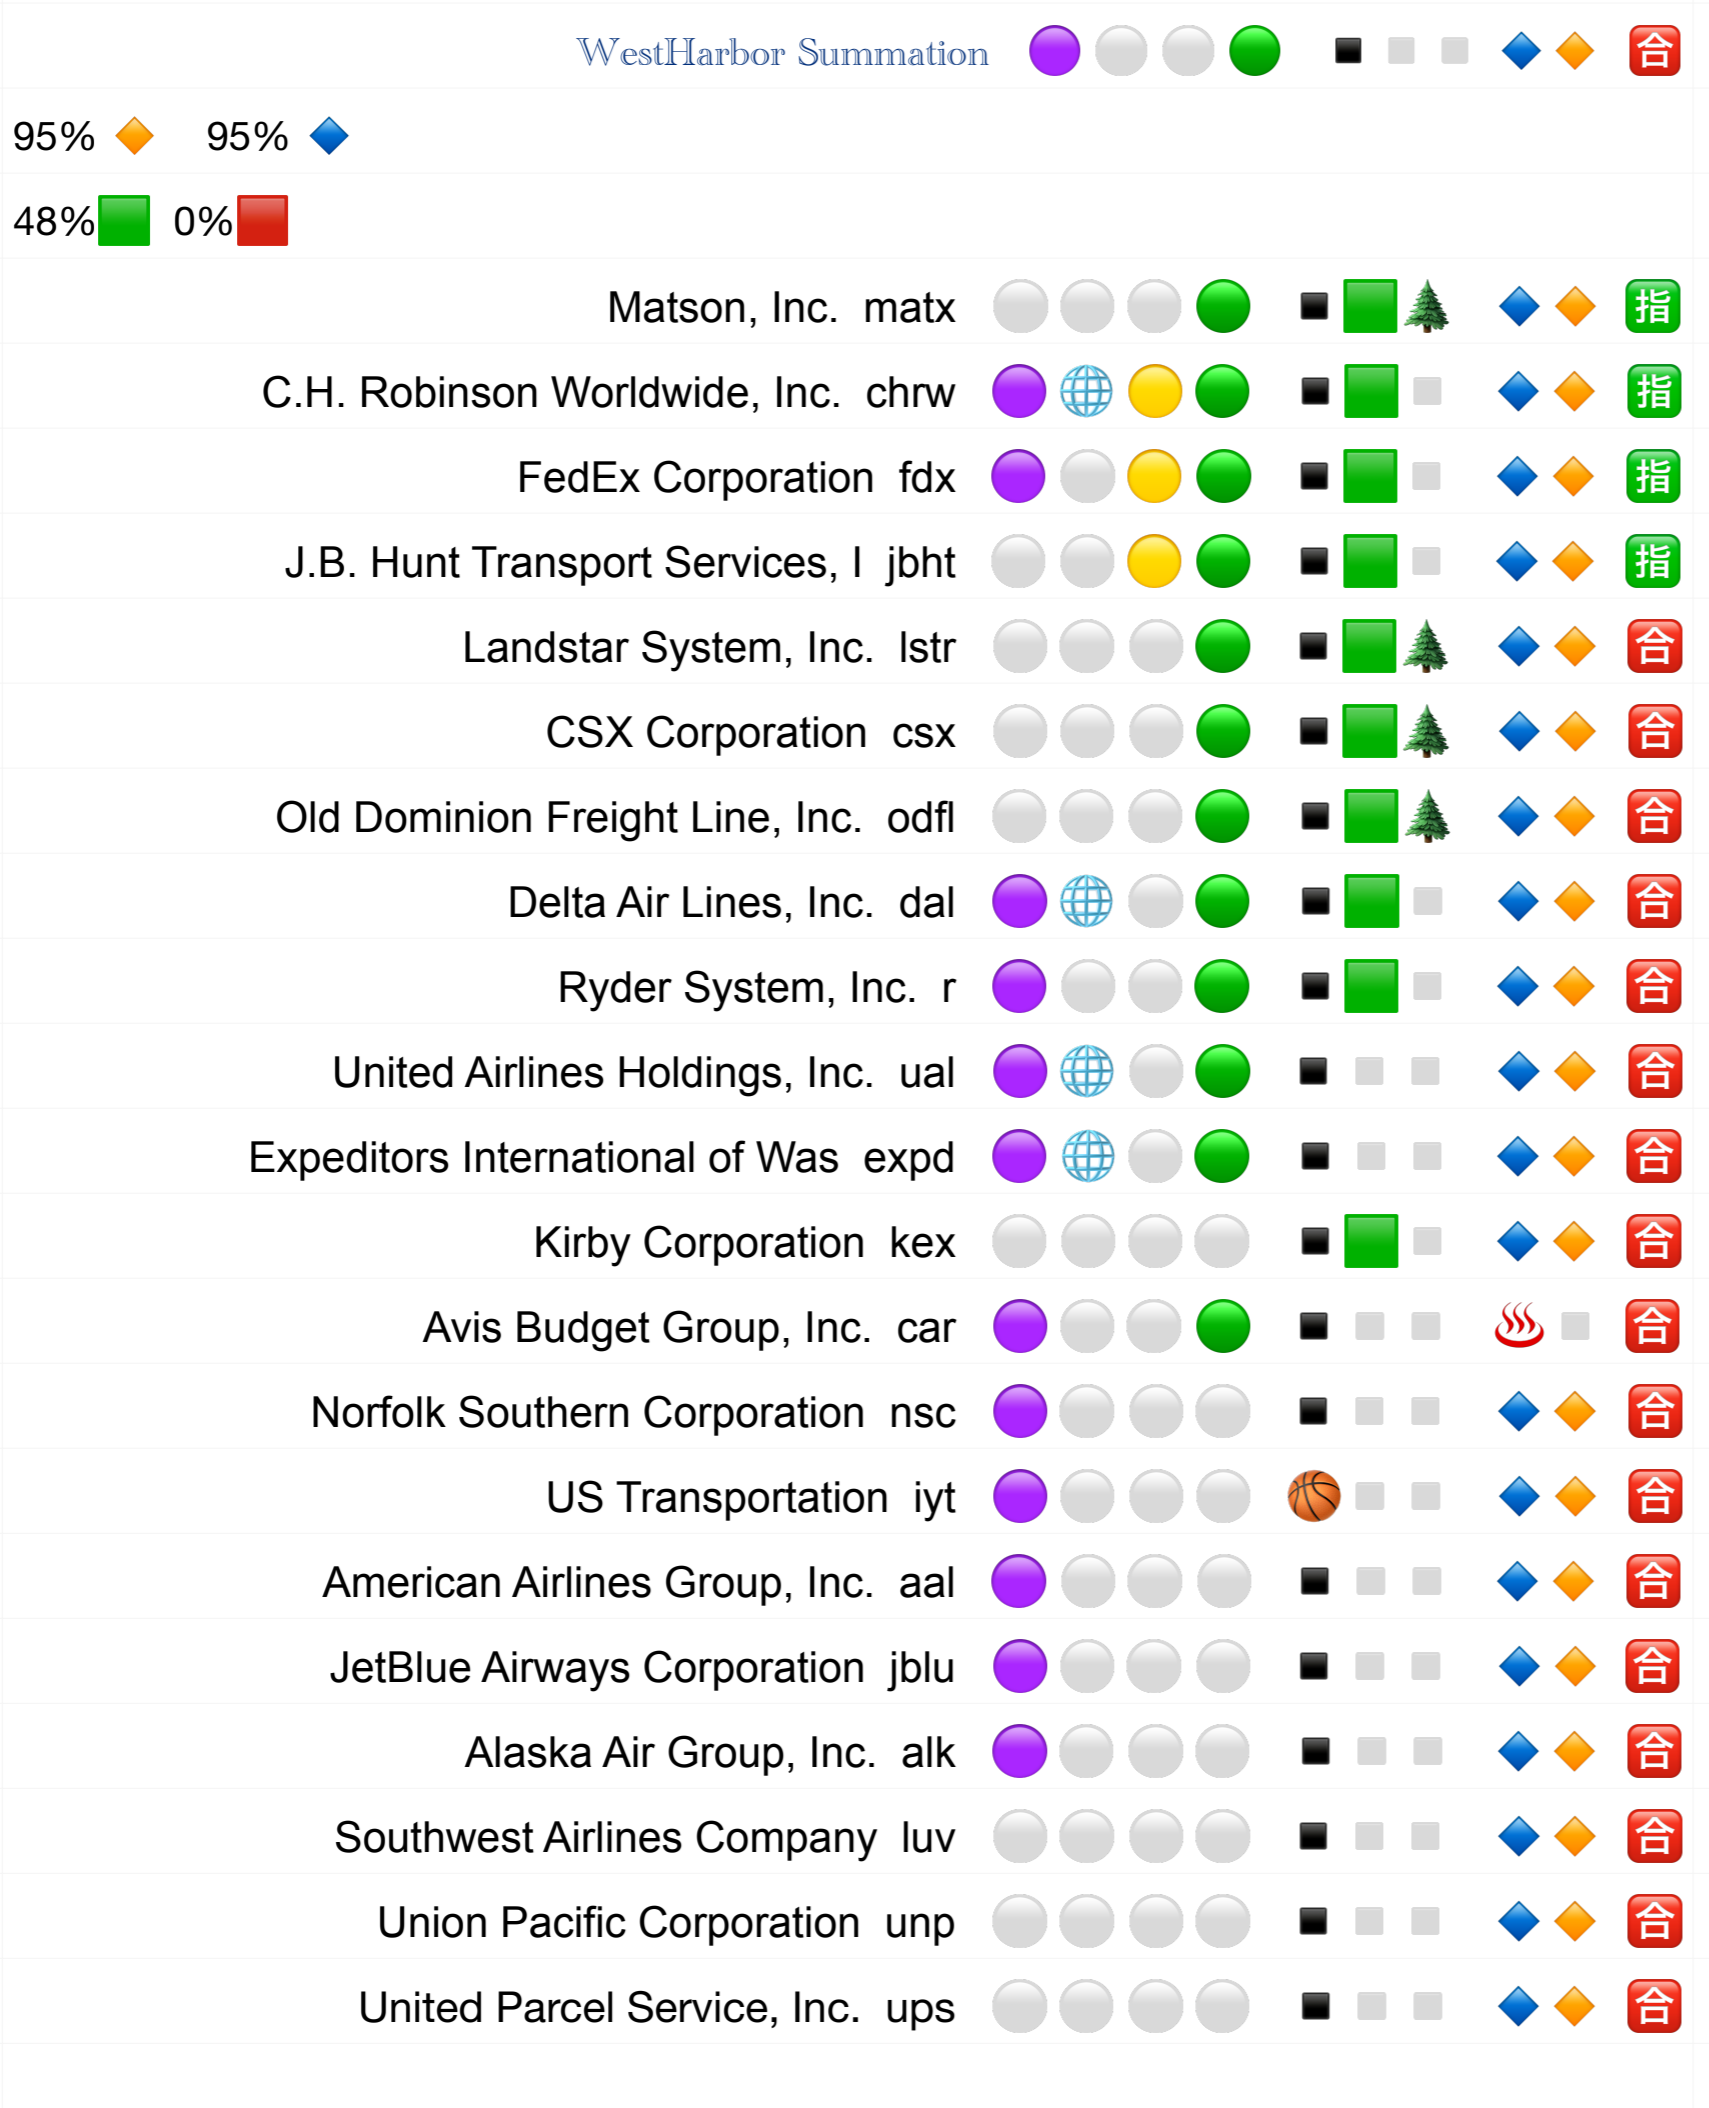 WestHarbor Summation 合
95% 95%
48% 0%
Matson, Inc. matx 指
C.H. Robinson Worldwide, Inc. chrw 指
FedEx Corporation fdx 指
J.B. Hunt Transport Services, I jbht 指
Landstar System, Inc. lstr 合
CSX Corporation csx 合
Old Dominion Freight Line, Inc. odfl 合
Delta Air Lines, Inc. dal 合
Ryder System, Inc. r 合
United Airlines Holdings, Inc. ual 合
Expeditors International of Was expd 合
Kirby Corporation kex 合
Avis Budget Group, Inc. car 合
Norfolk Southern Corporation nsc 合
US Transportation iyt 合
American Airlines Group, Inc. aal 合
JetBlue Airways Corporation jblu 合
Alaska Air Group, Inc. alk 合
Southwest Airlines Company luv 合
Union Pacific Corporation unp 合
United Parcel Service, Inc. ups 合